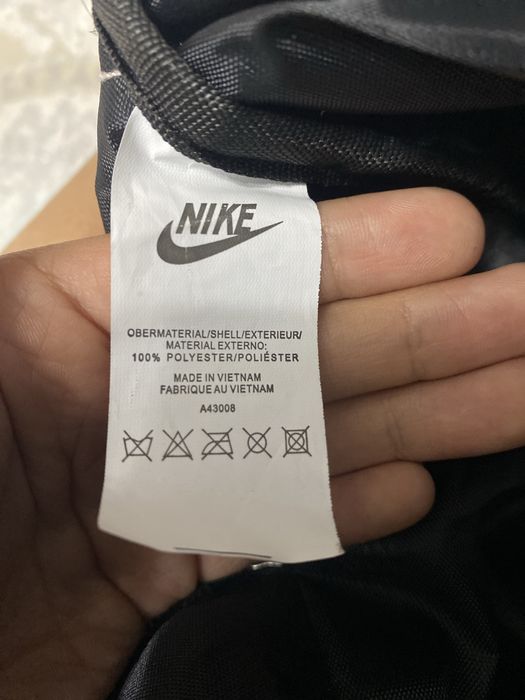 NIKE
OBERMATERIAL/SHELL/EXTERIEUR/
MATERIAL EXTERNO:
100% POLYESTER/POLIÉSTER
MADE IN VIETNAM
FABRIQUE AU VIETNAM
A43008